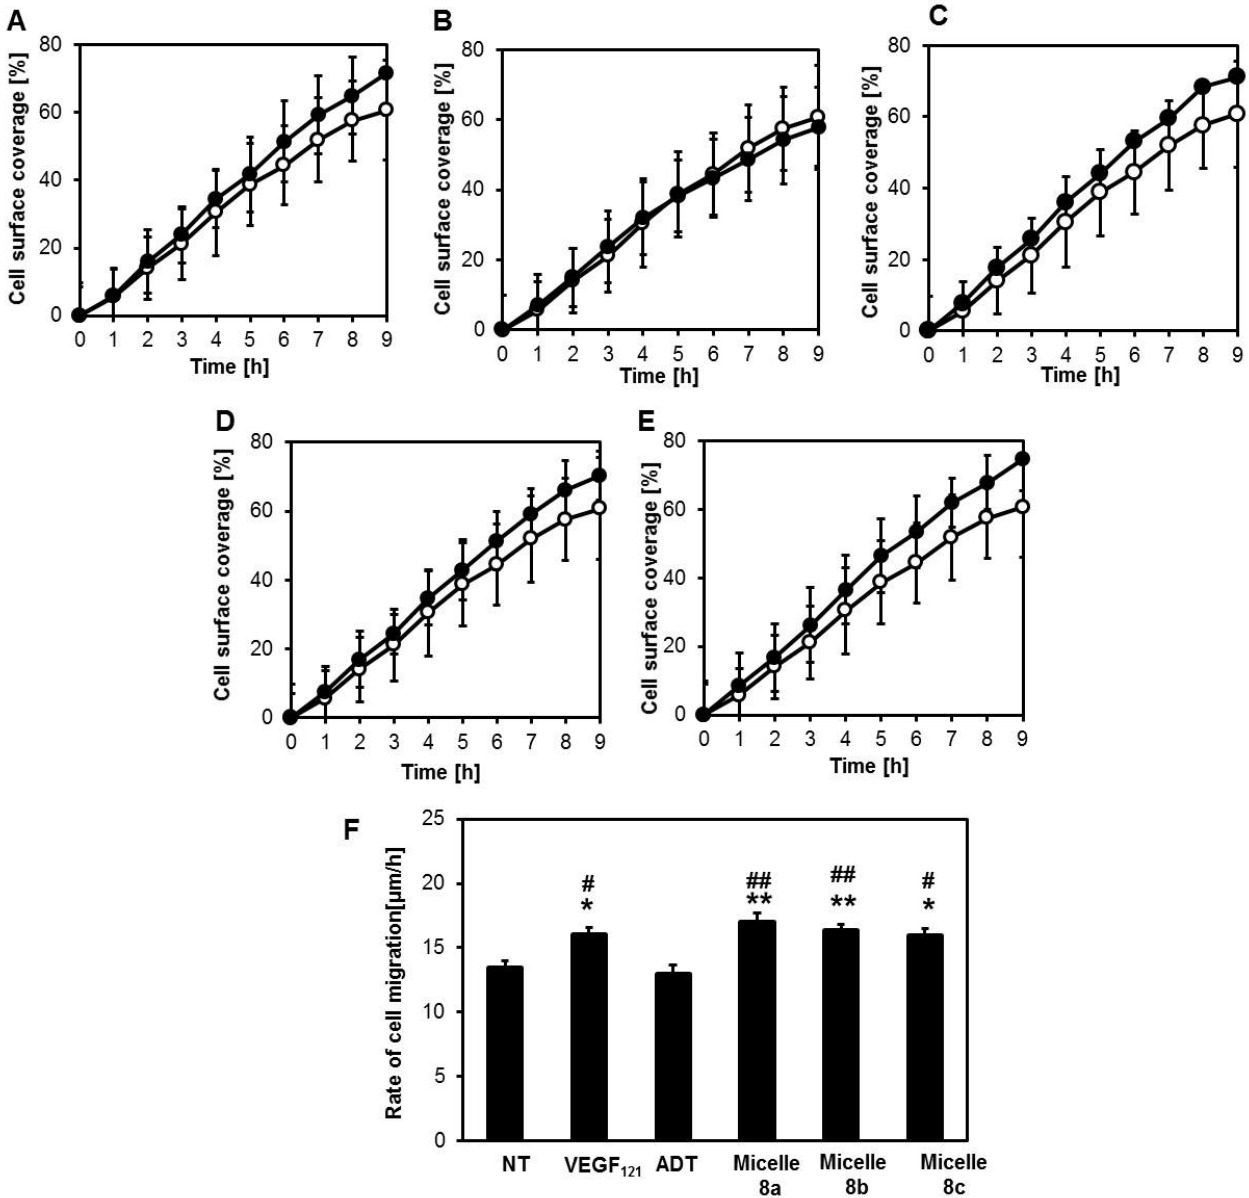 A
Cell surface coverage [%]
80
60
40
20
0
0 1 2 3 4 5 6 7 8 9
Time [h]
B
Cell surface coverage [%]
80
60
40
20
0
0 1 2 3 4 5 6 7 8 9
Time [h]
C
Cell surface coverage [%]
80
60
40
20
0
0 1 2 3 4 5 6 7 8 9
Time [h]
D
Cell surface coverage [%]
80
60
40
20
0
0 1 2 3 4 5 6 7 8 9
Time [h]
E
Cell surface coverage [%]
80
60
40
20
0
0 1 2 3 4 5 6 7 8 9
Time [h]
F
Rate of cell migration[µm/h]
25
20
15
10
5
0
# ## ## #
* ** ** *
NT VEGF₁₂₁ ADT Micelle Micelle Micelle
8a 8b 8c